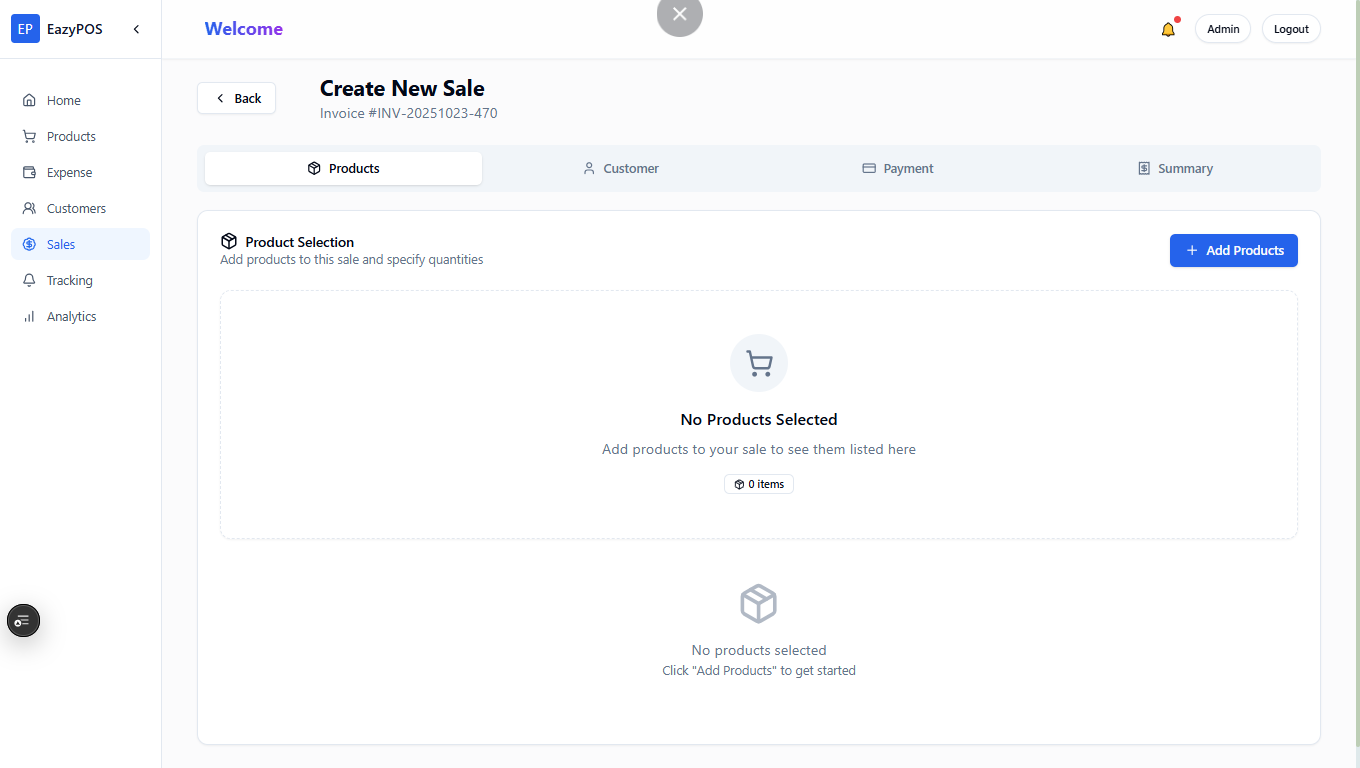 EP EazyPOS
Welcome
Admin
Logout
Home
Products
Expense
Customers
Sales
Tracking
Analytics
Back
Create New Sale
Invoice #INV-20251023-470
Products
Customer
Payment
Summary
Product Selection
Add products to this sale and specify quantities
Add Products
No Products Selected
Add products to your sale to see them listed here
0 items
No products selected
Click "Add Products" to get started